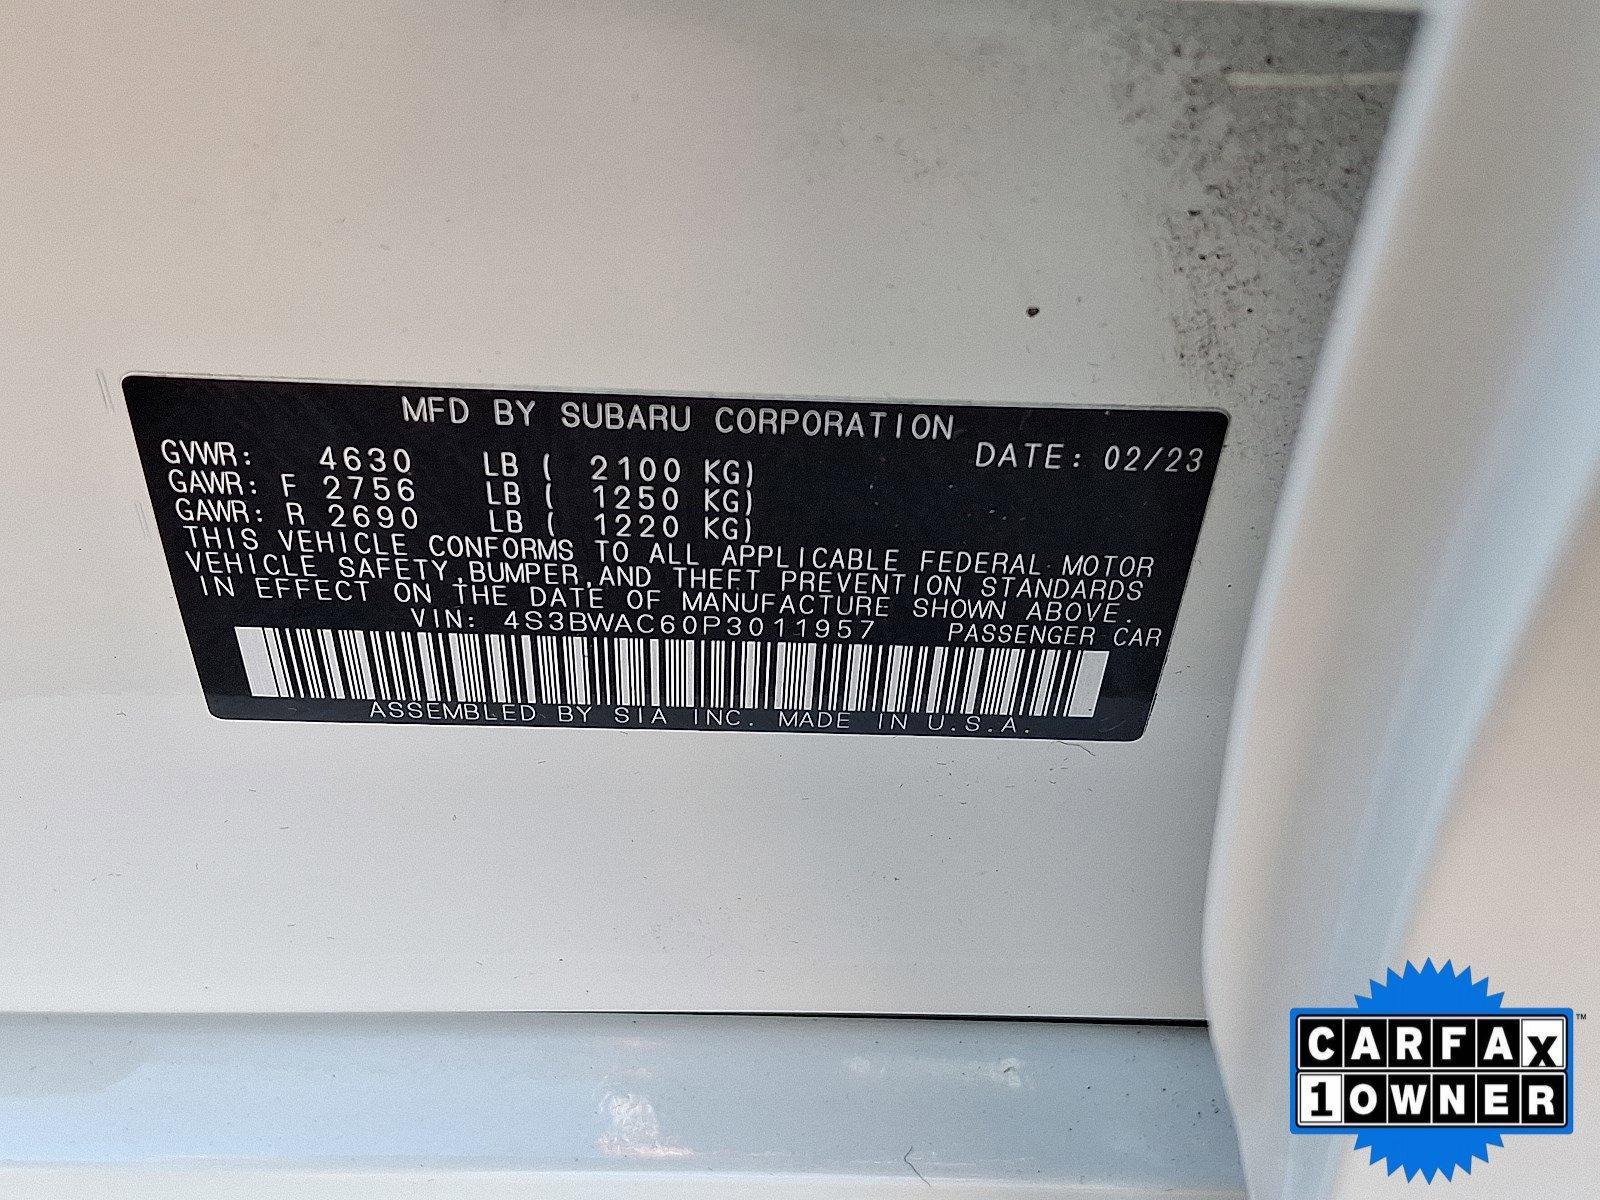 MFD BY SUBARU CORPORATION
DATE: 02/23
GVWR: 4630 LB ( 2100 KG)
GAWR: F 2756 LB ( 1250 KG)
GAWR: R 2690 LB ( 1220 KG)
THIS VEHICLE CONFORMS TO ALL APPLICABLE FEDERAL MOTOR
VEHICLE SAFETY,BUMPER,AND THEFT PREVENTION STANDARDS
IN EFFECT ON THE DATE OF MANUFACTURE SHOWN ABOVE.
VIN: 4S3BWAC60P3011957 PASSENGER CAR
ASSEMBLED BY SIA INC. MADE IN U.S.A.
CARFAX ™
1 OWNER